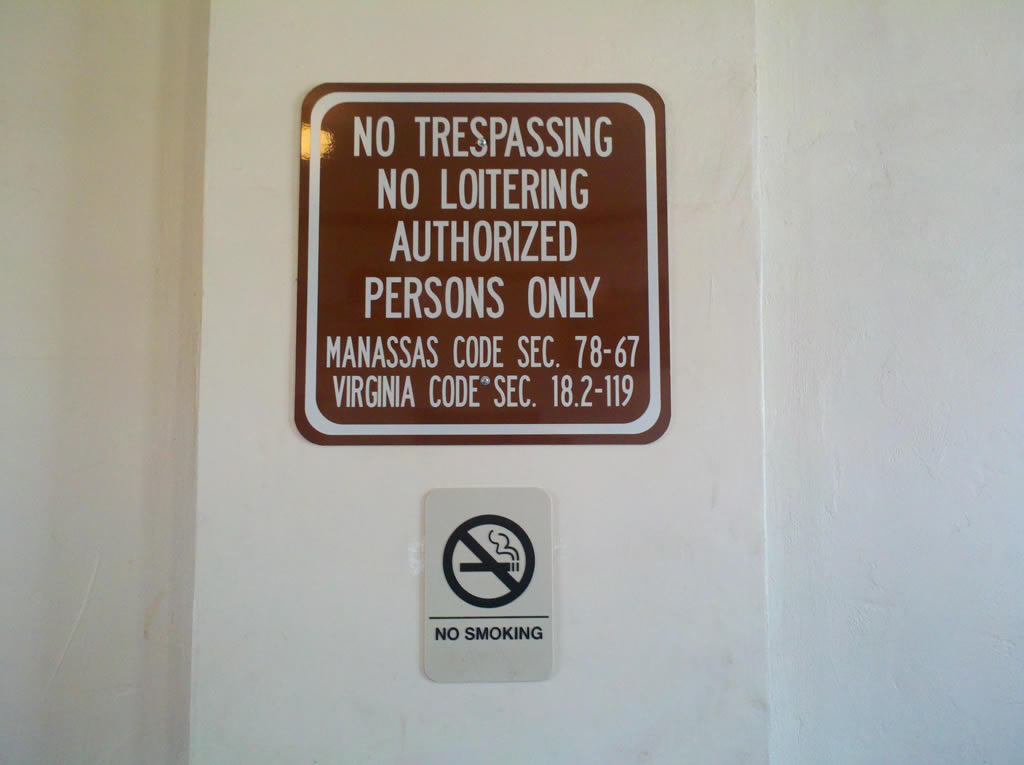 NO TRESPASSING
NO LOITERING
AUTHORIZED
PERSONS ONLY
MANASSAS CODE SEC. 78-67
VIRGINIA CODE SEC. 18.2-119
NO SMOKING